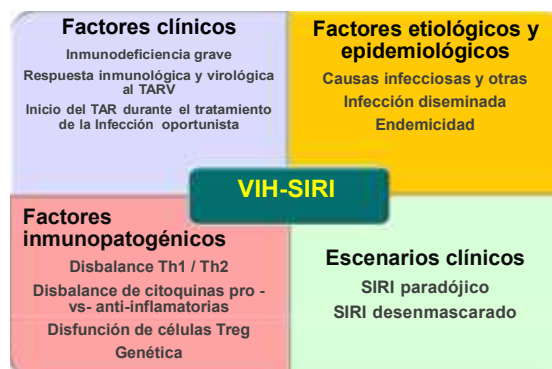 Factores clínicos
Inmunodeficiencia grave
Respuesta inmunológica y virológica
al TARV
Inicio del TAR durante el tratamiento
de la Infección oportunista
Factores etiológicos y
epidemiológicos
Causas infecciosas y otras
Infección diseminada
Endemicidad
VIH-SIRI
Factores
inmunopatogénicos
Disbalance Th1 / Th2
Disbalance de citoquinas pro -
vs- anti-inflamatorias
Disfunción de células Treg
Genética
Escenarios clínicos
SIRI paradójico
SIRI desenmascarado